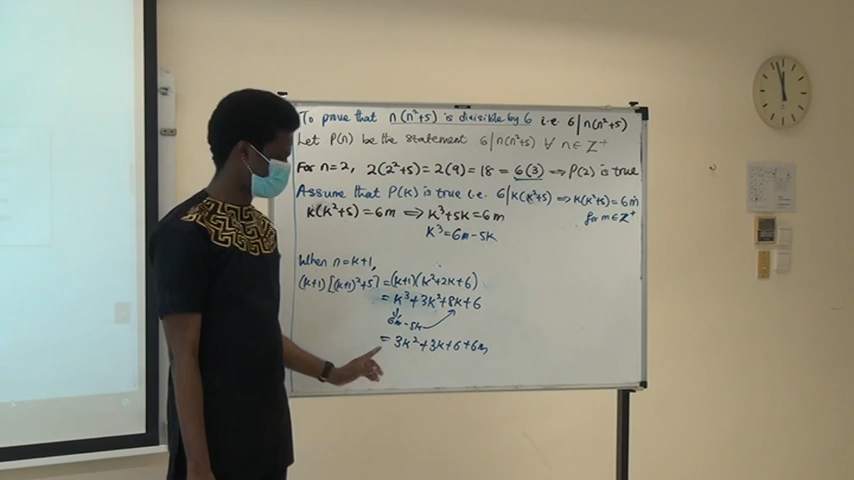 To prove that n(n²+5) is divisible by 6 i.e. 6|n(n²+5)
Let P(n) be the statement 6|n(n²+5) ∀ n∈Z⁺
For n=2, 2(2²+5)=2(9)=18=6(3) ⟹ P(2) is true
Assume that P(k) is true i.e. 6|k(k²+5) ⟹ k(k²+5)=6m
for m∈Z⁺
k(k²+5)=6m ⟺ k³+5k=6m
k³=6m-5k
When n=k+1,
(k+1)[(k+1)²+5] = (k+1)(k²+2k+6)
= k³+3k²+8k+6
6m-5k
= 3k²+3k+6+6m